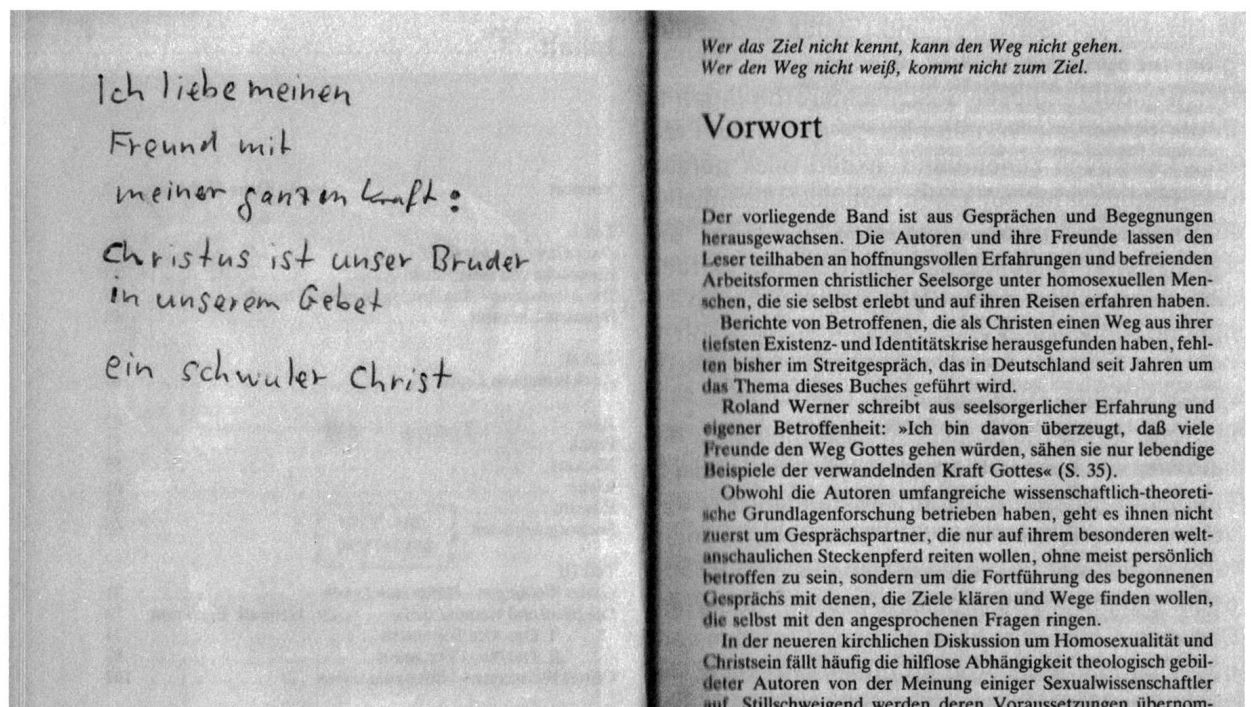 Ich liebe meinen
Freund mit
meiner ganzen Kraft:
Christus ist unser Bruder
in unserem Gebet
ein schwuler Christ
Wer das Ziel nicht kennt, kann den Weg nicht gehen.
Wer den Weg nicht weiß, kommt nicht zum Ziel.
Vorwort
Der vorliegende Band ist aus Gesprächen und Begegnungen
herausgewachsen. Die Autoren und ihre Freunde lassen den
Leser teilhaben an hoffnungsvollen Erfahrungen und befreienden
Arbeitsformen christlicher Seelsorge unter homosexuellen Men-
schen, die sie selbst erlebt und auf ihren Reisen erfahren haben.
Berichte von Betroffenen, die als Christen einen Weg aus ihrer
tiefsten Existenz- und Identitätskrise herausgefunden haben, fehl-
ten bisher im Streitgespräch, das in Deutschland seit Jahren um
das Thema dieses Buches geführt wird.
Roland Werner schreibt aus seelsorgerlicher Erfahrung und
eigener Betroffenheit: »Ich bin davon überzeugt, daß viele
Freunde den Weg Gottes gehen würden, sähen sie nur lebendige
Beispiele der verwandelnden Kraft Gottes« (S. 35).
Obwohl die Autoren umfangreiche wissenschaftlich-theoreti-
sche Grundlagenforschung betrieben haben, geht es ihnen nicht
zuerst um Gesprächspartner, die nur auf ihrem besonderen welt-
anschaulichen Steckenpferd reiten wollen, ohne meist persönlich
betroffen zu sein, sondern um die Fortführung des begonnenen
Gesprächs mit denen, die Ziele klären und Wege finden wollen,
die selbst mit den angesprochenen Fragen ringen.
In der neueren kirchlichen Diskussion um Homosexualität und
Christsein fällt häufig die hilflose Abhängigkeit theologisch gebil-
deter Autoren von der Meinung einiger Sexualwissenschaftler
auf. Stillschweigend werden deren Voraussetzungen übernom-